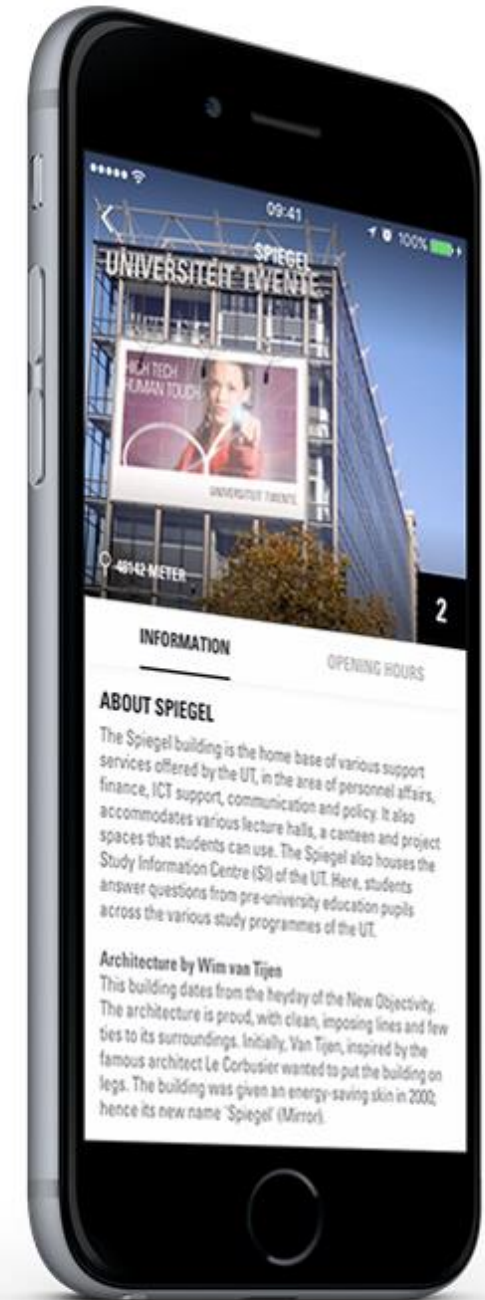 09:41
100%
SPIEGEL
UNIVERSITEIT TWENTE.
HIGH TECH
HUMAN TOUCH
UNIVERSITEIT TWENTE.
48142 METER
2
INFORMATION
OPENING HOURS
ABOUT SPIEGEL
The Spiegel building is the home base of various support
services offered by the UT, in the area of personnel affairs,
finance, ICT support, communication and policy. It also
accommodates various lecture halls, a canteen and project
spaces that students can use. The Spiegel also houses the
Study Information Centre (SI) of the UT. Here, students
answer questions from pre-university education pupils
across the various study programmes of the UT.
Architecture by Wim van Tijen
This building dates from the heyday of the New Objectivity.
The architecture is proud, with clean, imposing lines and few
ties to its surroundings. Initially, Van Tijen, inspired by the
famous architect Le Corbusier wanted to put the building on
legs. The building was given an energy-saving skin in 2000;
hence its new name `Spiegel' (Mirror).